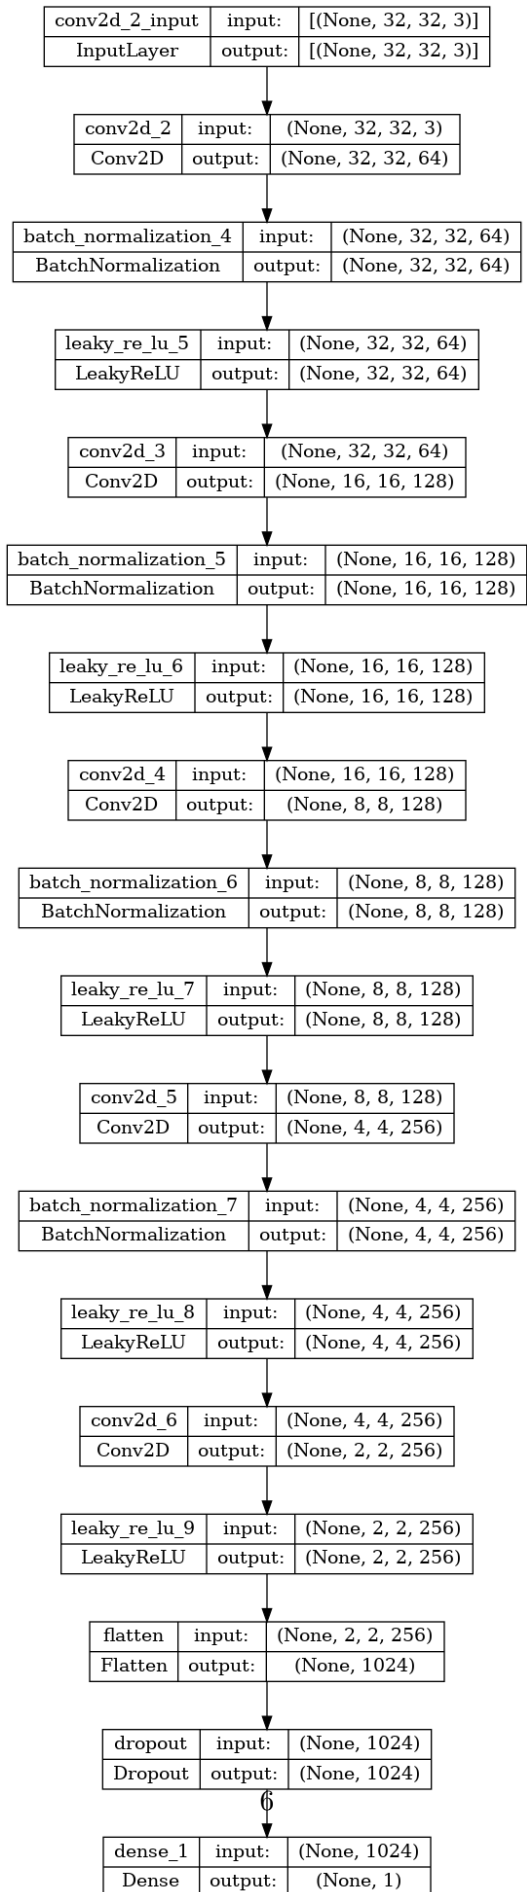 conv2d_2_input input: [(None, 32, 32, 3)]
InputLayer output: [(None, 32, 32, 3)]
conv2d_2 input: (None, 32, 32, 3)
Conv2D output: (None, 32, 32, 64)
batch_normalization_4 input: (None, 32, 32, 64)
BatchNormalization output: (None, 32, 32, 64)
leaky_re_lu_5 input: (None, 32, 32, 64)
LeakyReLU output: (None, 32, 32, 64)
conv2d_3 input: (None, 32, 32, 64)
Conv2D output: (None, 16, 16, 128)
batch_normalization_5 input: (None, 16, 16, 128)
BatchNormalization output: (None, 16, 16, 128)
leaky_re_lu_6 input: (None, 16, 16, 128)
LeakyReLU output: (None, 16, 16, 128)
conv2d_4 input: (None, 16, 16, 128)
Conv2D output: (None, 8, 8, 128)
batch_normalization_6 input: (None, 8, 8, 128)
BatchNormalization output: (None, 8, 8, 128)
leaky_re_lu_7 input: (None, 8, 8, 128)
LeakyReLU output: (None, 8, 8, 128)
conv2d_5 input: (None, 8, 8, 128)
Conv2D output: (None, 4, 4, 256)
batch_normalization_7 input: (None, 4, 4, 256)
BatchNormalization output: (None, 4, 4, 256)
leaky_re_lu_8 input: (None, 4, 4, 256)
LeakyReLU output: (None, 4, 4, 256)
conv2d_6 input: (None, 4, 4, 256)
Conv2D output: (None, 2, 2, 256)
leaky_re_lu_9 input: (None, 2, 2, 256)
LeakyReLU output: (None, 2, 2, 256)
flatten input: (None, 2, 2, 256)
Flatten output: (None, 1024)
dropout input: (None, 1024)
Dropout output: (None, 1024)
6
dense_1 input: (None, 1024)
Dense output: (None, 1)